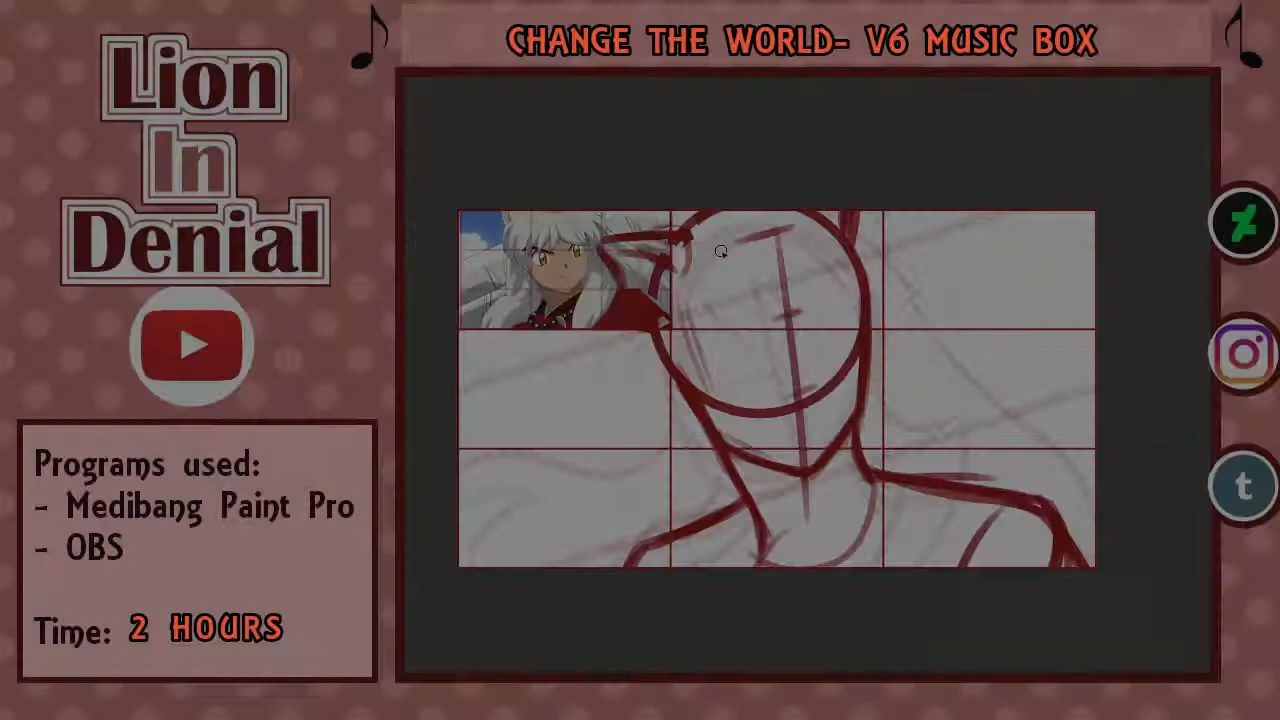 Lion
In
Denial
CHANGE THE WORLD- V6 MUSIC BOX
Programs used:
- Medibang Paint Pro
- OBS
Time: 2 HOURS
t